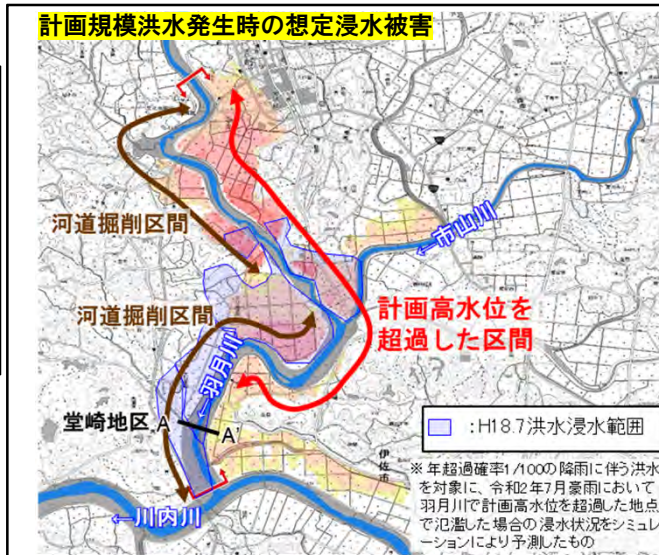 計画規模洪水発生時の想定浸水被害
河道掘削区間
←市山川
河道掘削区間
計画高水位を
超過した区間
←羽月川
堂崎地区
A
A'
:H18.7洪水浸水範囲
伊佐市
※年超過確率1/100の降雨に伴う洪水
を対象に、令和2年7月豪雨において
羽月川で計画高水位を超過した地点
で氾濫した場合の浸水状況をシミュレ
ーションにより予測したもの
←川内川